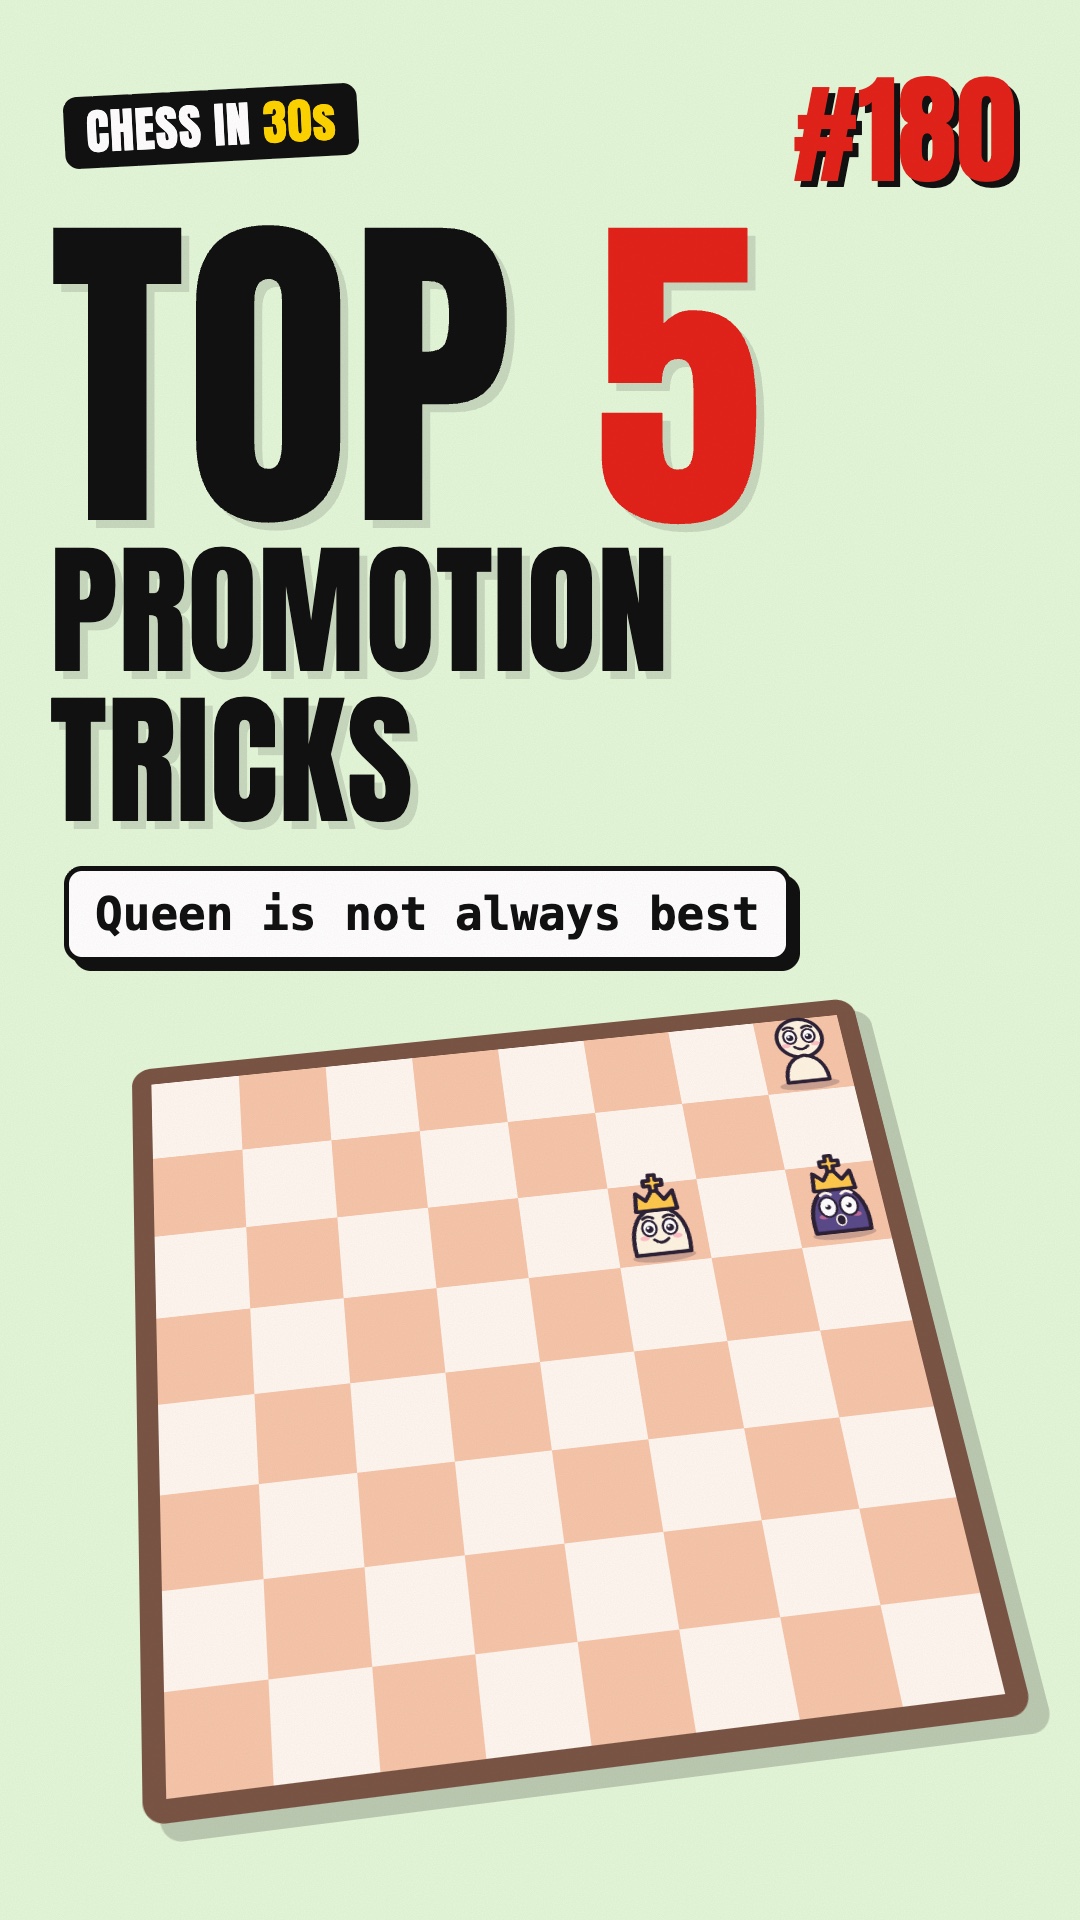 CHESS IN 30s
#180
TOP 5
PROMOTION
TRICKS
Queen is not always best